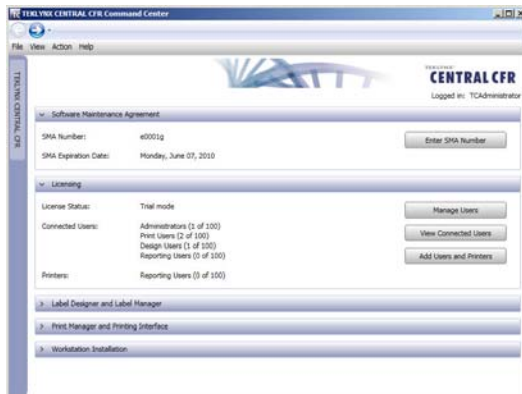 TEKLYNX CENTRAL CFR Command Center
File View Action Help
TEKLYNX CENTRAL CFR
TEKLYNX
CENTRAL CFR
Logged in: TCAdministrator
Software Maintenance Agreement
SMA Number: e0001g
Enter SMA Number
SMA Expiration Date: Monday, June 07, 2010
Licensing
License Status: Trial mode
Manage Users
Connected Users: Administrators (1 of 100)
Print Users (2 of 100)
View Connected Users
Design Users (1 of 100)
Reporting Users (0 of 100)
Add Users and Printers
Printers: Reporting Users (0 of 100)
Label Designer and Label Manager
Print Manager and Printing Interface
Workstation Installation